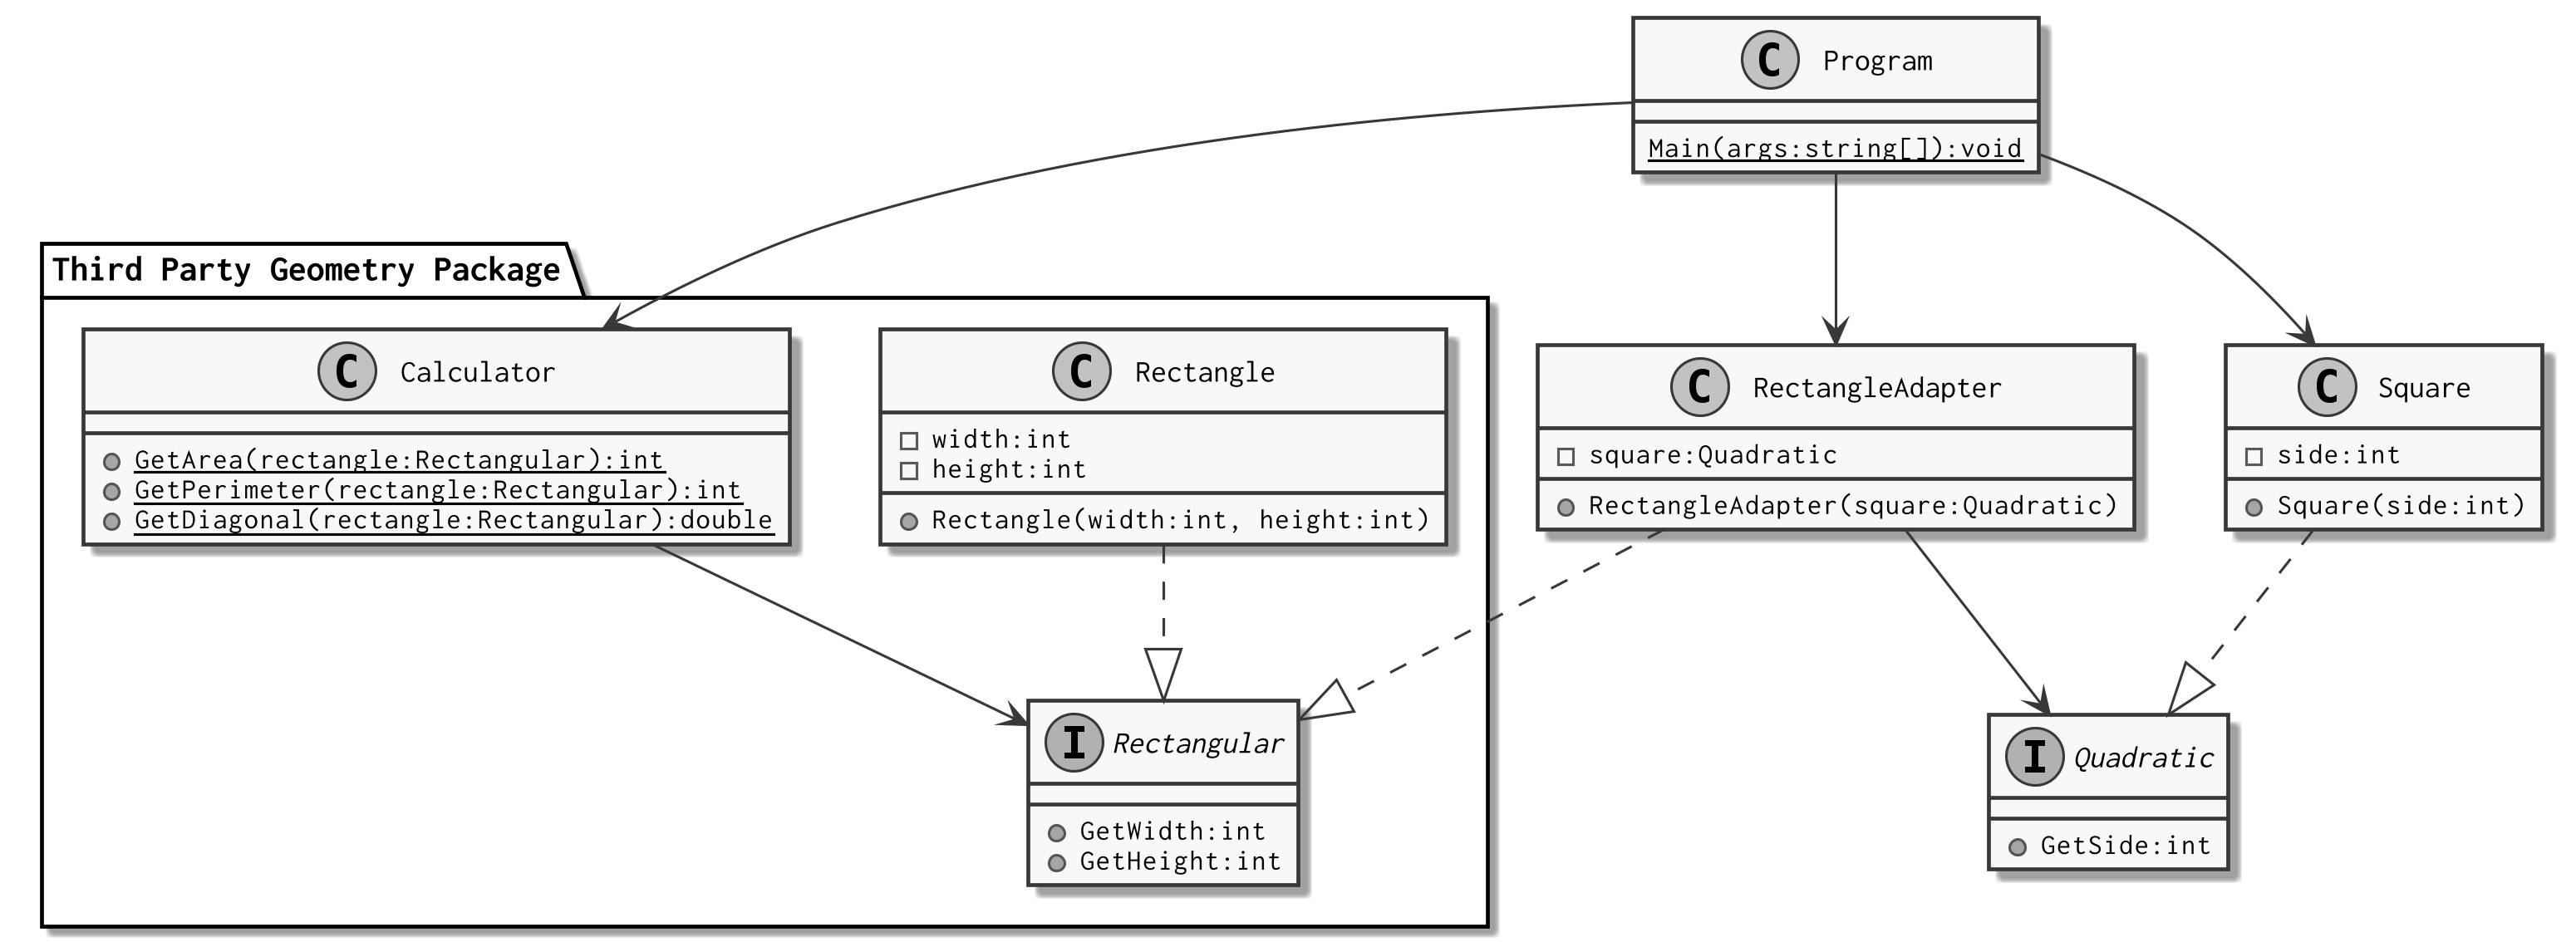 C Program
Main(args:string[]):void
Third Party Geometry Package
C Calculator
GetArea(rectangle:Rectangular):int
GetPerimeter(rectangle:Rectangular):int
GetDiagonal(rectangle:Rectangular):double
C Rectangle
width:int
height:int
Rectangle(width:int, height:int)
C RectangleAdapter
square:Quadratic
RectangleAdapter(square:Quadratic)
C Square
side:int
Square(side:int)
I Rectangular
GetWidth:int
GetHeight:int
I Quadratic
GetSide:int